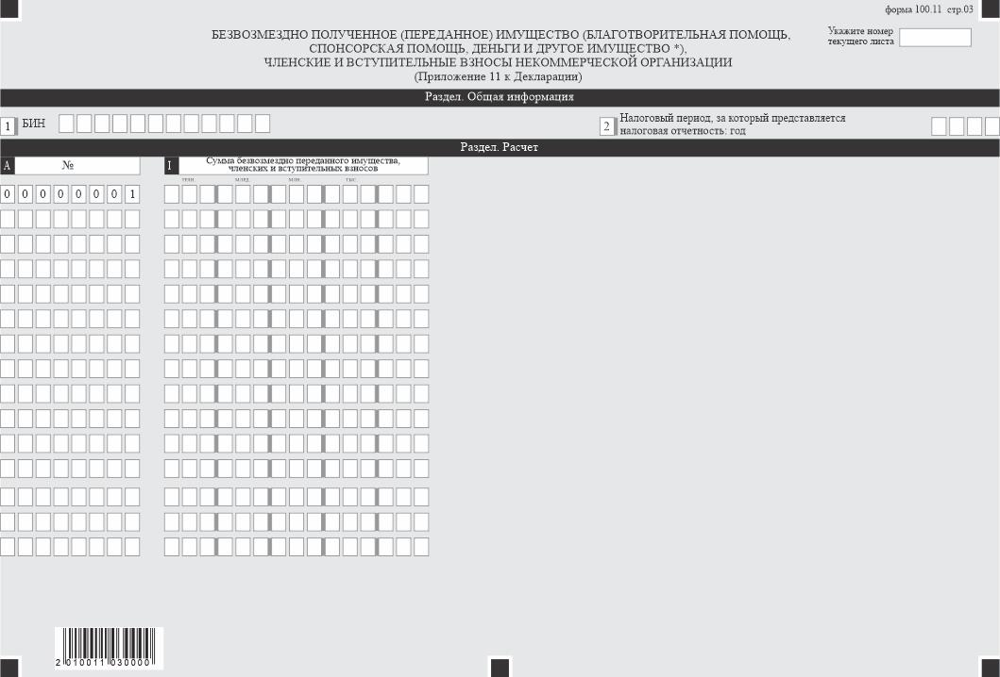 форма 100.11 стр.03
БЕЗВОЗМЕЗДНО ПОЛУЧЕННОЕ (ПЕРЕДАННОЕ) ИМУЩЕСТВО (БЛАГОТВОРИТЕЛЬНАЯ ПОМОЩЬ,
СПОНСОРСКАЯ ПОМОЩЬ, ДЕНЬГИ И ДРУГОЕ ИМУЩЕСТВО *),
ЧЛЕНСКИЕ И ВСТУПИТЕЛЬНЫЕ ВЗНОСЫ НЕКОММЕРЧЕСКОЙ ОРГАНИЗАЦИИ
(Приложение 11 к Декларации)
Укажите номер
текущего листа
Раздел. Общая информация
1 БИН
2 Налоговый период, за который представляется
налоговая отчетность: год
Раздел. Расчет
A №
I Сумма безвозмездно переданного имущества,
членских и вступительных взносов
трлн. млрд. млн. тыс.
0 0 0 0 0 0 0 1
2 010011 030000